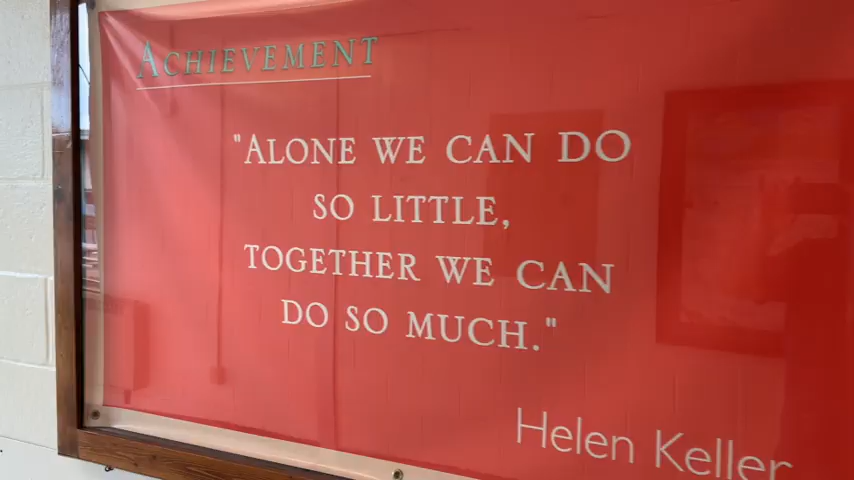 ACHIEVEMENT
"ALONE WE CAN DO
SO LITTLE,
TOGETHER WE CAN
DO SO MUCH."
Helen Keller